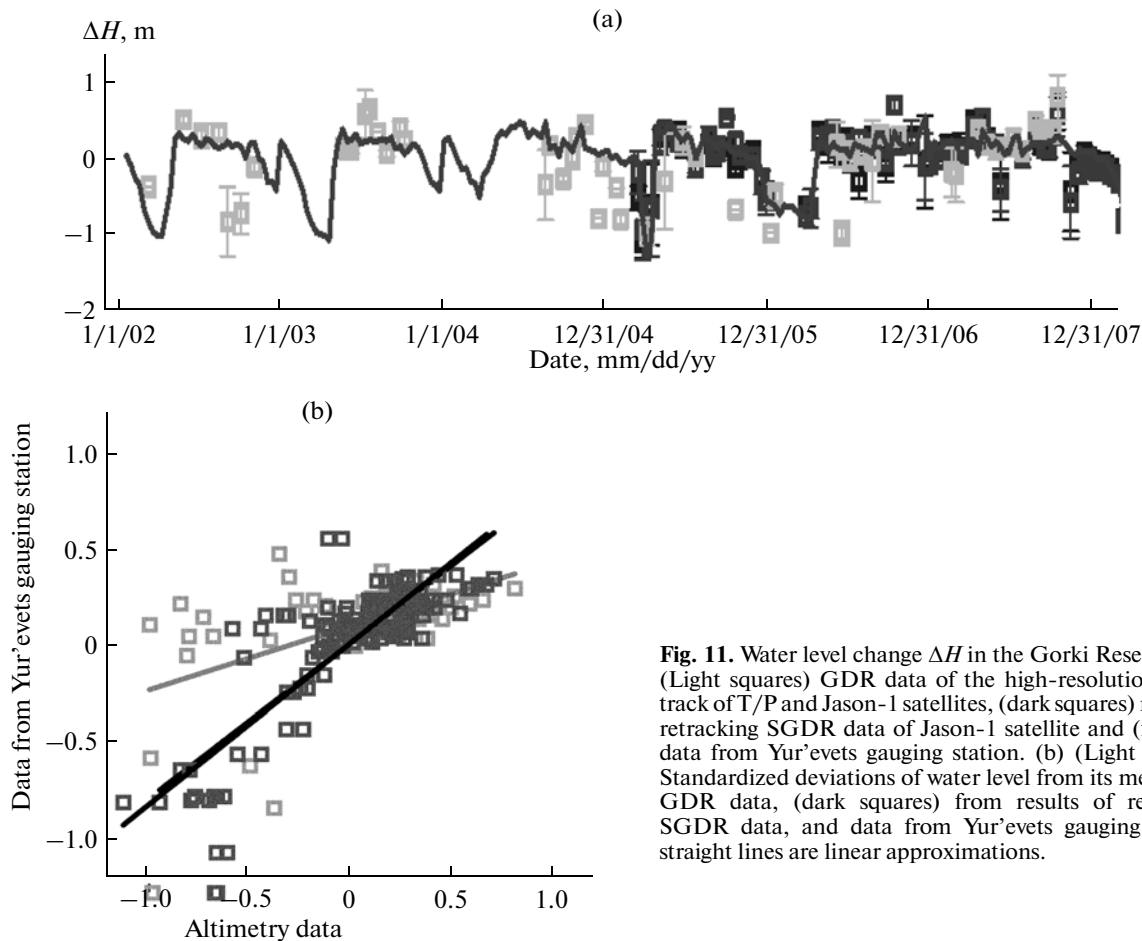 (a)
ΔH, m
1
0
−1
−2
1/1/02 1/1/03 1/1/04 12/31/04 12/31/05 12/31/06 12/31/07
Date, mm/dd/yy
(b)
Data from Yur’evets gauging station
1.0
0.5
0
−0.5
−1.0
−1.0 −0.5 0 0.5 1.0
Altimetry data
Fig. 11. Water level change ΔH in the Gorki
(Light squares) GDR data of the high-resolution
track of T/P and Jason-1 satellites, (dark squares)
retracking SGDR data of Jason-1 satellite and
data from Yur’evets gauging station. (b) (Light
Standardized deviations of water level from its
GDR data, (dark squares) from results of
SGDR data, and data from Yur’evets gauging
straight lines are linear approximations.